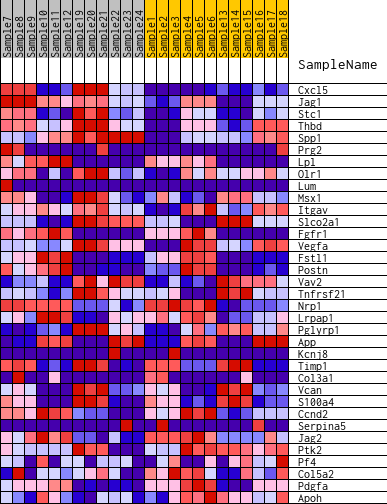 Sample7
Sample8
Sample9
Sample10
Sample11
Sample12
Sample19
Sample20
Sample21
Sample22
Sample23
Sample24
Sample1
Sample2
Sample3
Sample4
Sample5
Sample6
Sample13
Sample14
Sample15
Sample16
Sample17
Sample18
SampleName
Cxcl5
Jag1
Stc1
Thbd
Spp1
Prg2
Lpl
Olr1
Lum
Msx1
Itgav
Slco2a1
Fgfr1
Vegfa
Fstl1
Postn
Vav2
Tnfrsf21
Nrp1
Lrpap1
Pglyrp1
App
Kcnj8
Timp1
Col3a1
Vcan
S100a4
Ccnd2
Serpina5
Jag2
Ptk2
Pf4
Col5a2
Pdgfa
Apoh